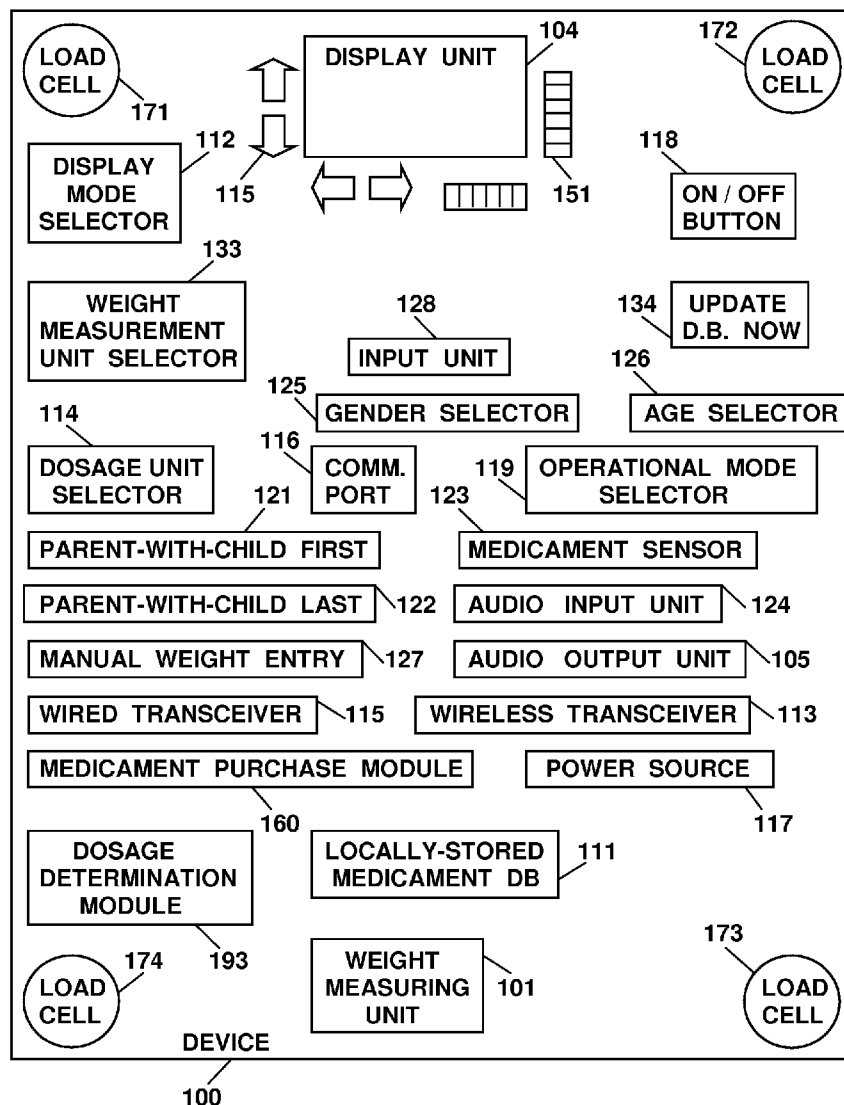 LOAD
CELL
171
DISPLAY UNIT
104
172
LOAD
CELL
112
115
151
118
DISPLAY
MODE
SELECTOR
ON / OFF
BUTTON
133
WEIGHT
MEASUREMENT
UNIT SELECTOR
128
INPUT UNIT
134
UPDATE
D.B. NOW
125
GENDER SELECTOR
126
AGE SELECTOR
114
DOSAGE UNIT
SELECTOR
116
COMM.
PORT
119
OPERATIONAL MODE
SELECTOR
121
PARENT-WITH-CHILD FIRST
123
MEDICAMENT SENSOR
PARENT-WITH-CHILD LAST
122
AUDIO INPUT UNIT
124
MANUAL WEIGHT ENTRY
127
AUDIO OUTPUT UNIT
105
WIRED TRANSCEIVER
115
WIRELESS TRANSCEIVER
113
MEDICAMENT PURCHASE MODULE
160
POWER SOURCE
117
DOSAGE
DETERMINATION
MODULE
193
LOCALLY-STORED
MEDICAMENT DB
111
LOAD
CELL
174
WEIGHT
MEASURING
UNIT
101
173
LOAD
CELL
DEVICE
100